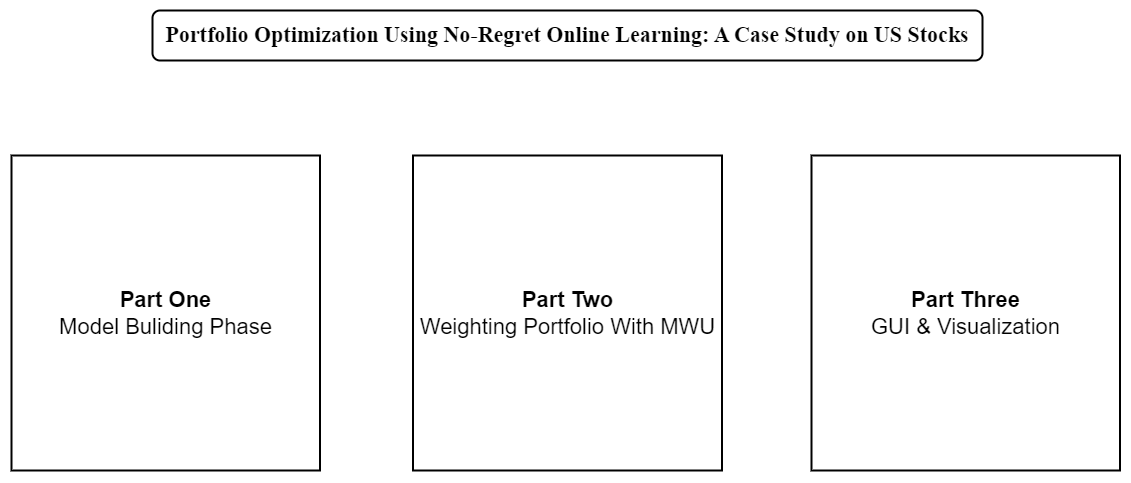 Portfolio Optimization Using No-Regret Online Learning: A Case Study on US Stocks
Part One
Model Buliding Phase
Part Two
Weighting Portfolio With MWU
Part Three
GUI & Visualization